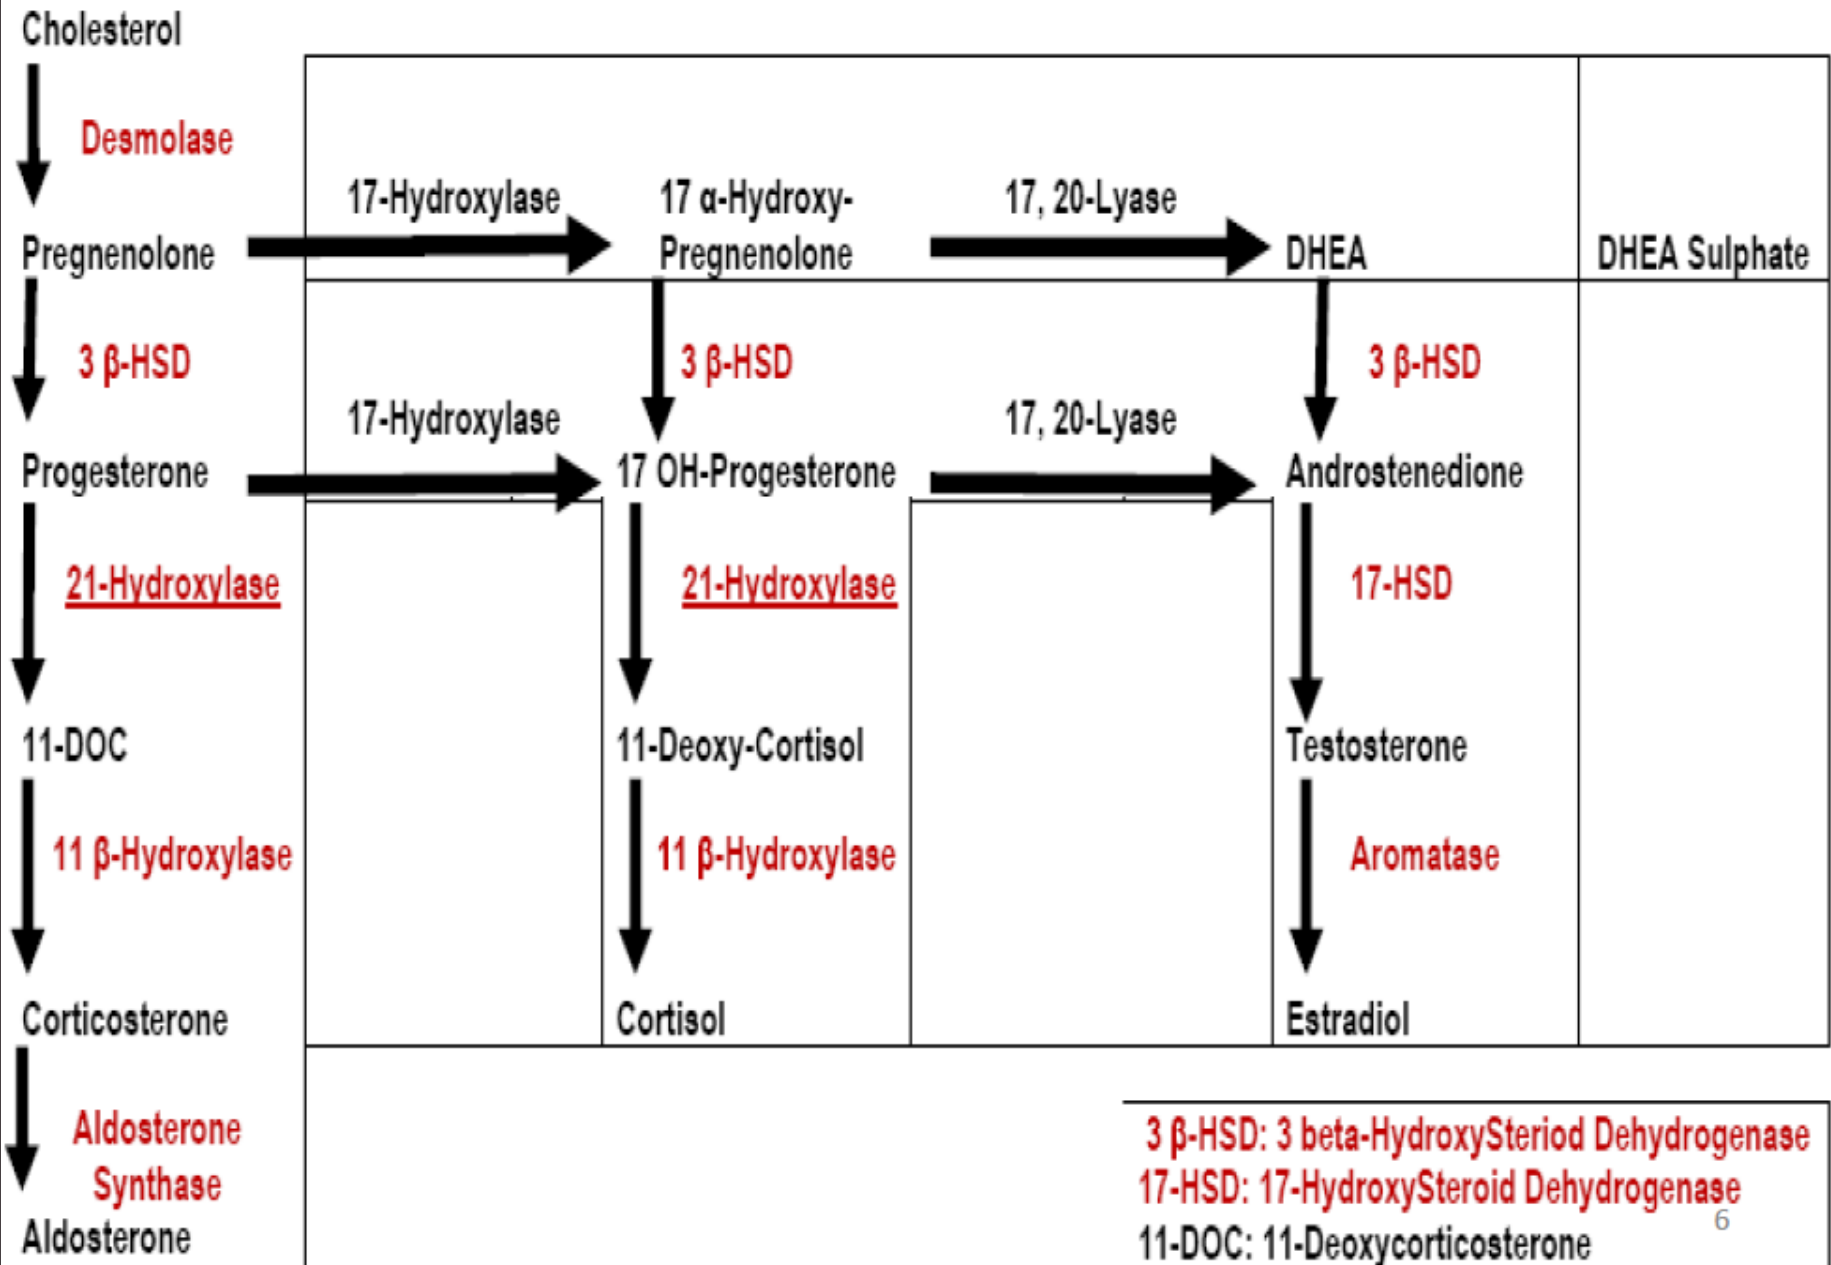 Cholesterol
Desmolase
17-Hydroxylase
17 α-Hydroxy-
17, 20-Lyase
Pregnenolone
Pregnenolone
DHEA
DHEA Sulphate
3 β-HSD
3 β-HSD
3 β-HSD
17-Hydroxylase
17, 20-Lyase
Progesterone
17 OH-Progesterone
Androstenedione
21-Hydroxylase
21-Hydroxylase
17-HSD
11-DOC
11-Deoxy-Cortisol
Testosterone
11 β-Hydroxylase
11 β-Hydroxylase
Aromatase
Corticosterone
Cortisol
Estradiol
Aldosterone
Synthase
Aldosterone
3 β-HSD: 3 beta-HydroxySteriod Dehydrogenase
17-HSD: 17-HydroxySteroid Dehydrogenase
6
11-DOC: 11-Deoxycorticosterone